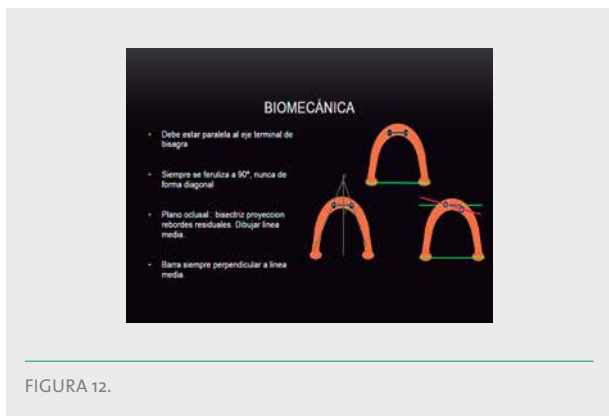 BIOMECÁNICA
• Debe estar paralela al eje terminal de
bisagra
• Siempre se feruliza a 90º, nunca de
forma diagonal
• Plano oclusal : bisectriz proyeccion
rebordes residuales. Dibujar línea
media.
• Barra siempre perpendicular a línea
media.
FIGURA 12.